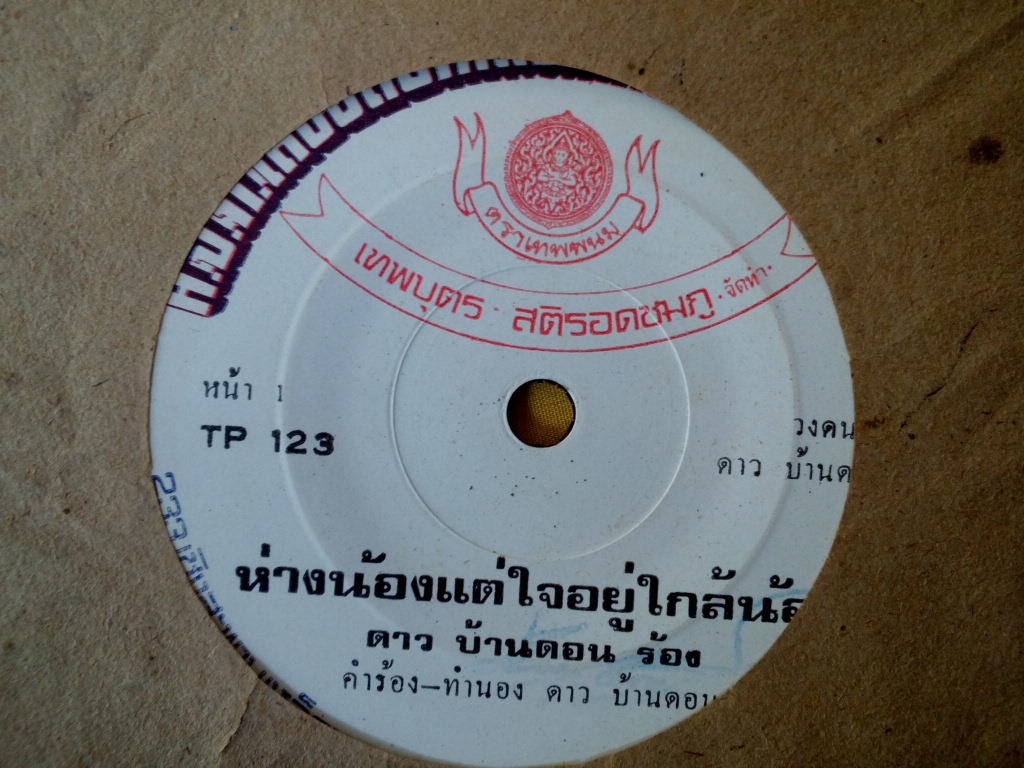 ตราเทพพนม
เทพบุตร · สติรอดชมภู · จัดทำ ·
หน้า 1
TP 123
วงดน
ดาว บ้านด
ห่างน้องแต่ใจอยู่ใกล้น้อ
ดาว บ้านดอน ร้อง
คำร้อง–ทำนอง ดาว บ้านดอน